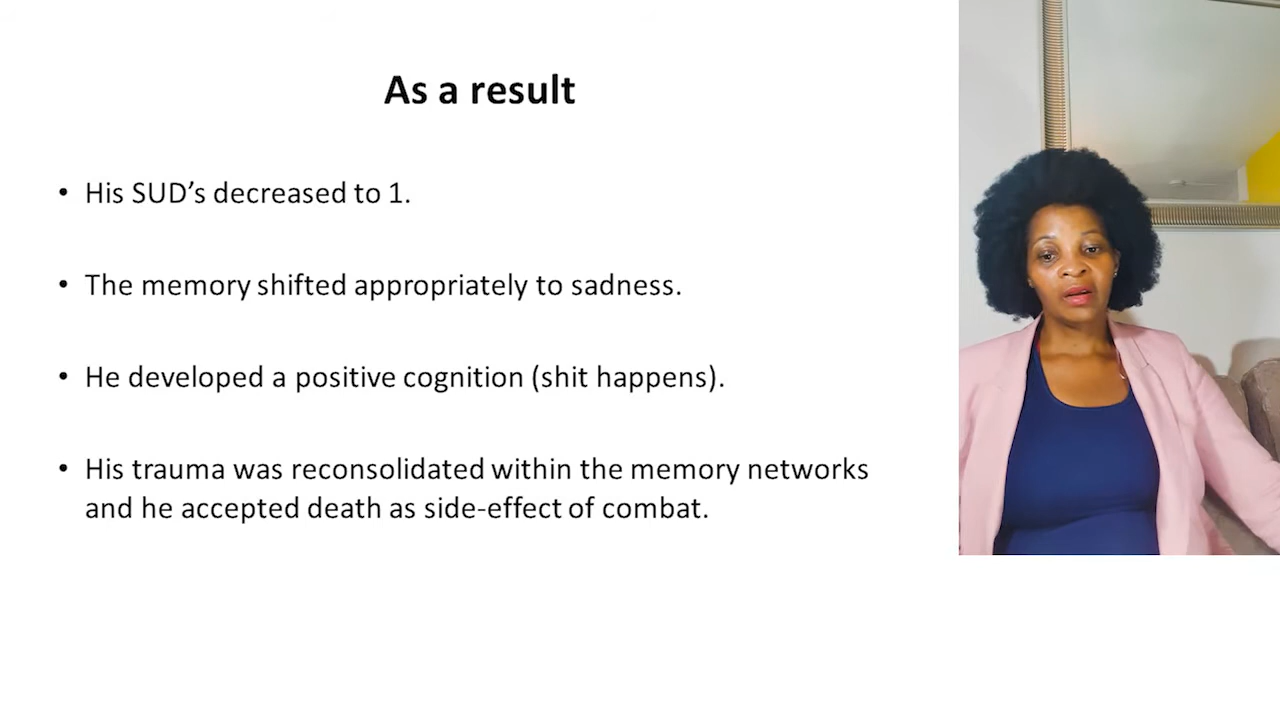 As a result
• His SUD’s decreased to 1.
• The memory shifted appropriately to sadness.
• He developed a positive cognition (shit happens).
• His trauma was reconsolidated within the memory networks
and he accepted death as side-effect of combat.